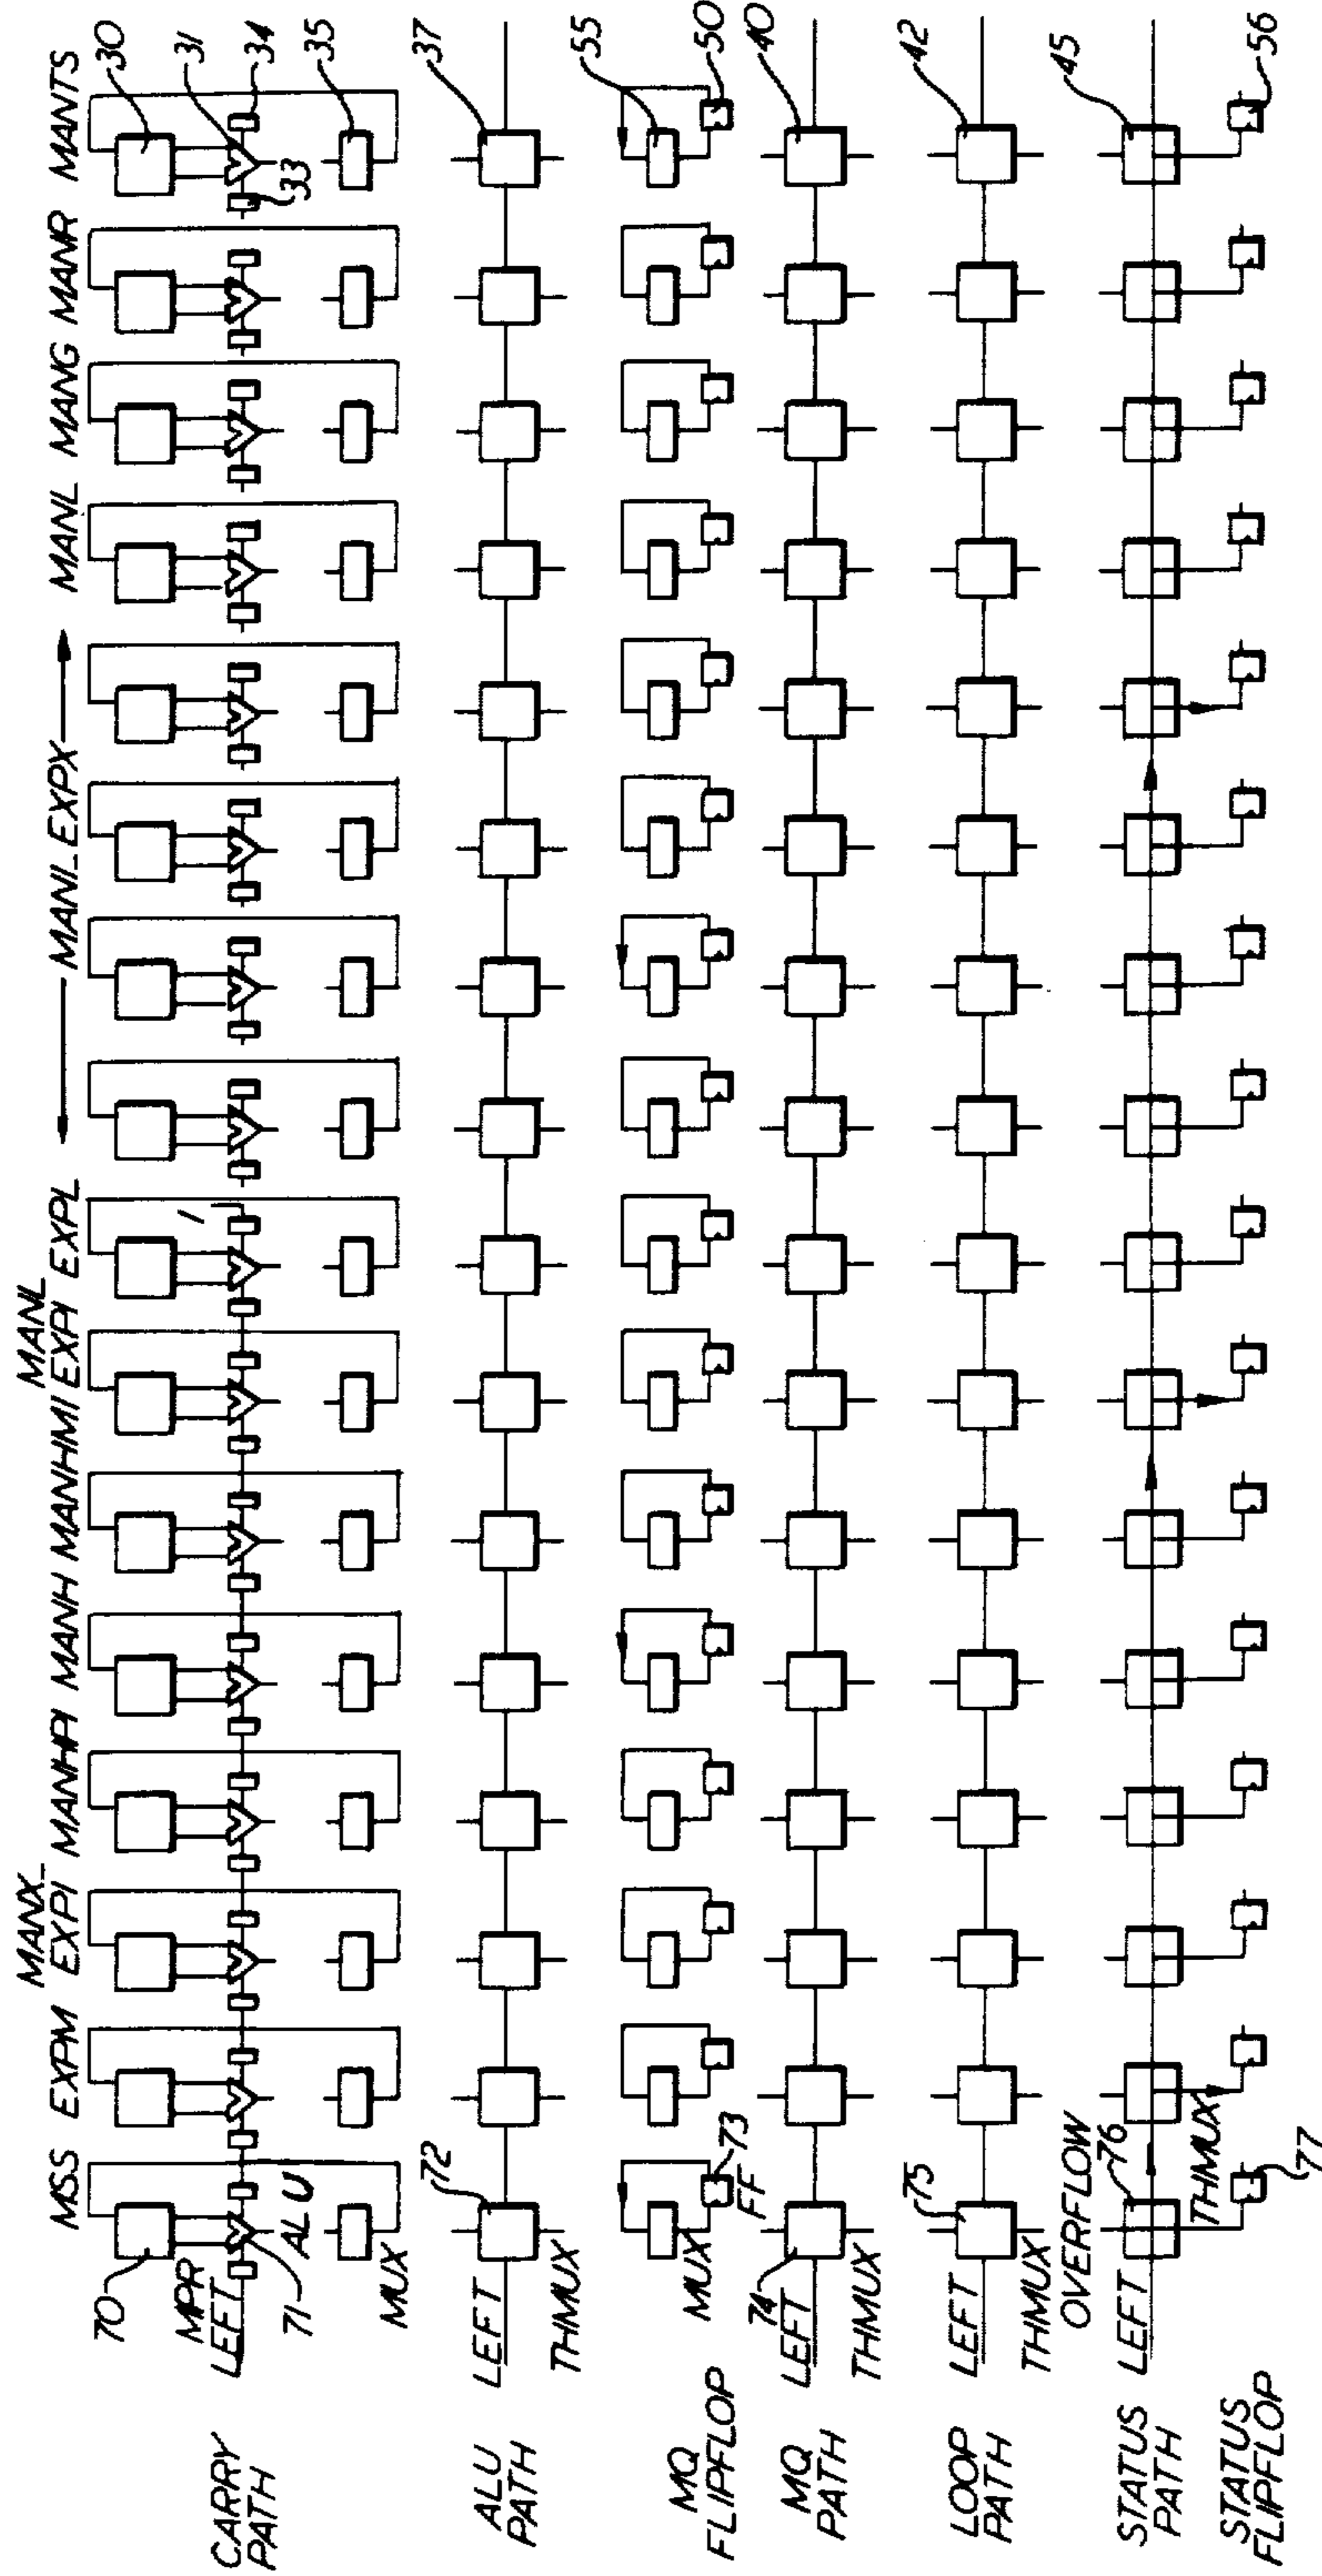 MSS
EXPM
MANX_
EXPI
MANHPI
MANH
MANHMI
MANL
EXPI
EXPL
MANL_EXPX
MANL
MANG
MANR
MANTS
CARRY
PATH
70
MPR
LEFT
71
ALU
MUX
1
30
31
33
34
35
ALU
PATH
LEFT
THMUX
72
37
MQ
FLIPFLOP
MUX
FF
73
55
50
MQ
PATH
LEFT
THMUX
74
40
LOOP
PATH
LEFT
THMUX
75
42
STATUS
PATH
OVERFLOW
LEFT
76
THMUX
45
STATUS
FLIPFLOP
77
56